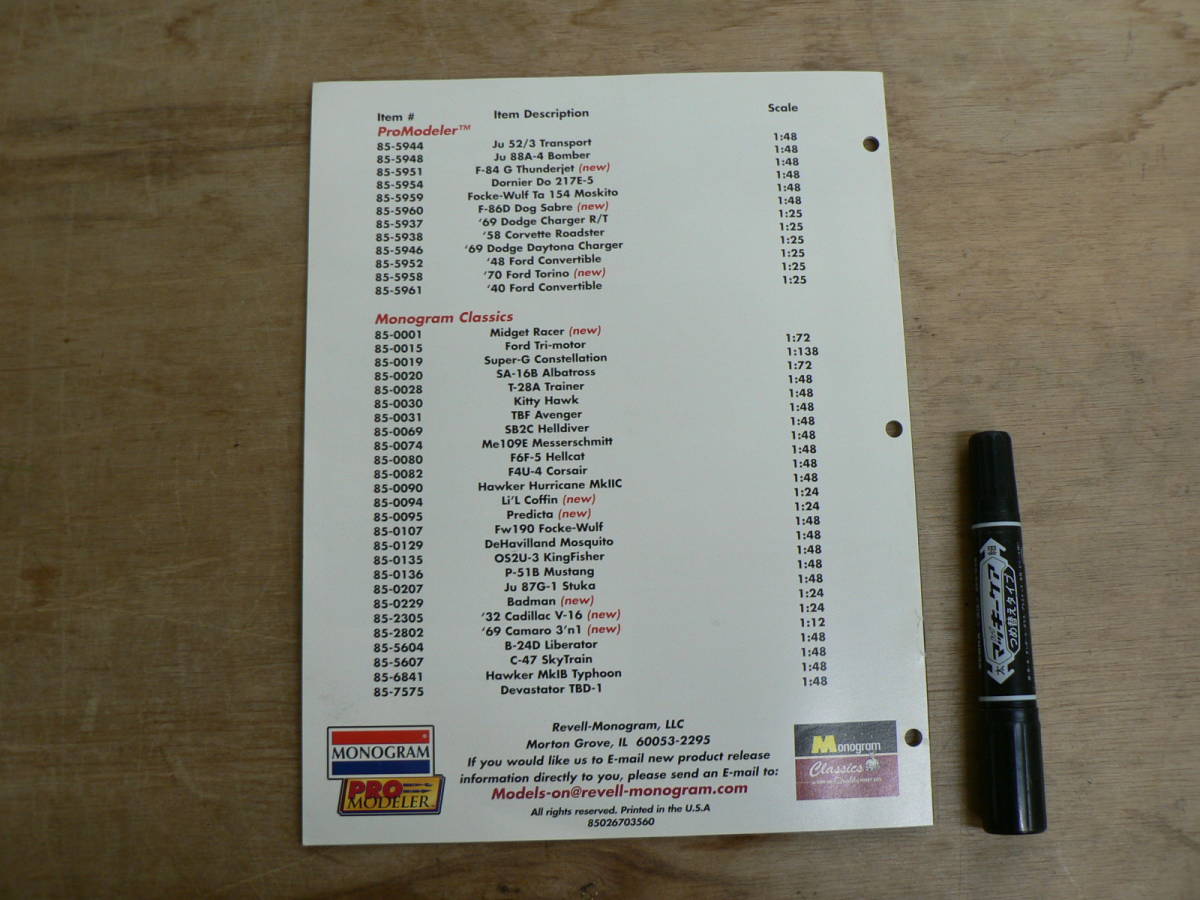 Item # Item Description Scale
ProModeler™
85-5944 Ju 52/3 Transport 1:48
85-5948 Ju 88A-4 Bomber 1:48
85-5951 F-84 G Thunderjet (new) 1:48
85-5954 Dornier Do 217E-5 1:48
85-5959 Focke-Wulf Ta 154 Moskito 1:48
85-5960 F-86D Dog Sabre (new) 1:48
85-5937 ‘69 Dodge Charger R/T 1:25
85-5938 ‘58 Corvette Roadster 1:25
85-5946 ‘69 Dodge Daytona Charger 1:25
85-5952 ‘48 Ford Convertible 1:25
85-5958 ‘70 Ford Torino (new) 1:25
85-5961 ‘40 Ford Convertible 1:25
Monogram Classics
85-0001 Midget Racer (new)
85-0015 Ford Tri-motor 1:72
85-0019 Super-G Constellation 1:138
85-0020 SA-16B Albatross 1:72
85-0028 T-28A Trainer 1:48
85-0030 Kitty Hawk 1:48
85-0031 TBF Avenger 1:48
85-0069 SB2C Helldiver 1:48
85-0074 Me109E Messerschmitt 1:48
85-0080 F6F-5 Hellcat 1:48
85-0082 F4U-4 Corsair 1:48
85-0090 Hawker Hurricane MkIIC 1:48
85-0094 Li’L Coffin (new) 1:24
85-0095 Predicta (new) 1:24
85-0107 Fw190 Focke-Wulf 1:48
85-0129 DeHavilland Mosquito 1:48
85-0135 OS2U-3 KingFisher 1:48
85-0136 P-51B Mustang 1:48
85-0207 Ju 87G-1 Stuka 1:48
85-0229 Badman (new) 1:24
85-2305 ‘32 Cadillac V-16 (new) 1:24
85-2802 ‘69 Camaro 3’n1 (new) 1:12
85-5604 B-24D Liberator 1:48
85-5607 C-47 SkyTrain 1:48
85-6841 Hawker MkIB Typhoon 1:48
85-7575 Devastator TBD-1 1:48
MONOGRAM
PRO
MODELER
Revell-Monogram, LLC
Morton Grove, IL 60053-2295
If you would like us to E-mail new product release
information directly to you, please send an E-mail to:
Models-on@revell-monogram.com
All rights reserved. Printed in the U.S.A
85026703560
Monogram
Classics
太 マッキーケア 細
つめ替えタイプ